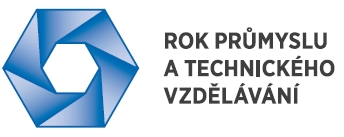 ROK PRŮMYSLU
A TECHNICKÉHO
VZDĚLÁVÁNÍ